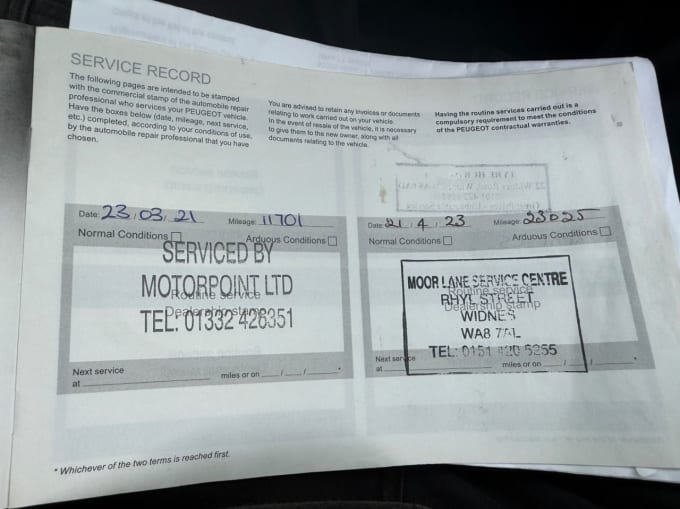 SERVICE RECORD
The following pages are intended to be stamped
with the commercial stamp of the automobile repair
professional who services your PEUGEOT vehicle.
Have the boxes below (date, mileage, next service,
etc.) completed, according to your conditions of use,
by the automobile repair professional that you have
chosen.
You are advised to retain any invoices or documents
relating to work carried out on your vehicle.
In the event of resale of the vehicle, it is necessary
to give them to the new owner, along with all
documents relating to the vehicle.
Having the routine services carried out is a
compulsory requirement to meet the conditions
of the PEUGEOT contractual warranties.
Date: 23, 03, 21 Mileage: 11701
Normal Conditions Arduous Conditions
SERVICED BY
MOTORPOINT LTD
Routine service
Dealership stamp
TEL: 01332 426351
Next service
at miles or on / / *
Date: 21, 4, 23 Mileage: 23025
Normal Conditions Arduous Conditions
MOOR LANE SERVICE CENTRE
Routine service
RHYL STREET
Dealership stamp
WIDNES
WA8 7AL
TEL: 0151 420 5255
Next service
at miles or on / / *
* Whichever of the two terms is reached first.